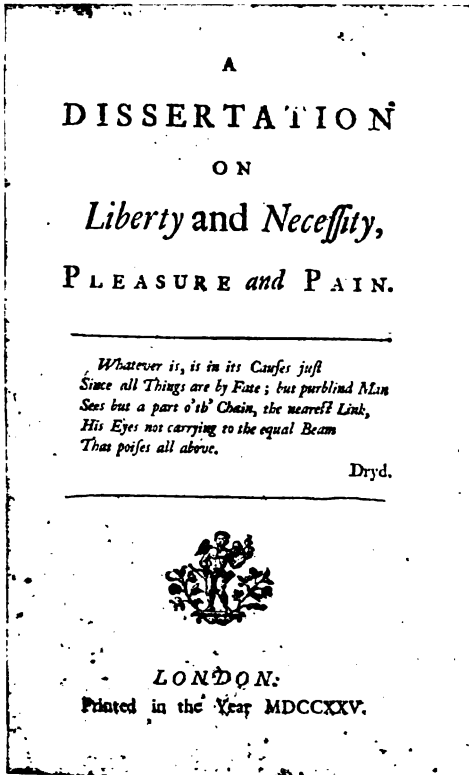 A
DISSERTATION
ON
Liberty and Neceſſity,
PLEASURE and PAIN.
Whatever is, is in its Cauſes juſt
Since all Things are by Fate ; but purblind Man
Sees but a part o'th' Chain, the nearest Link,
His Eyes not carrying to the equal Beam
That poiſes all above.
Dryd.
LONDON:
Printed in the Year MDCCXXV.